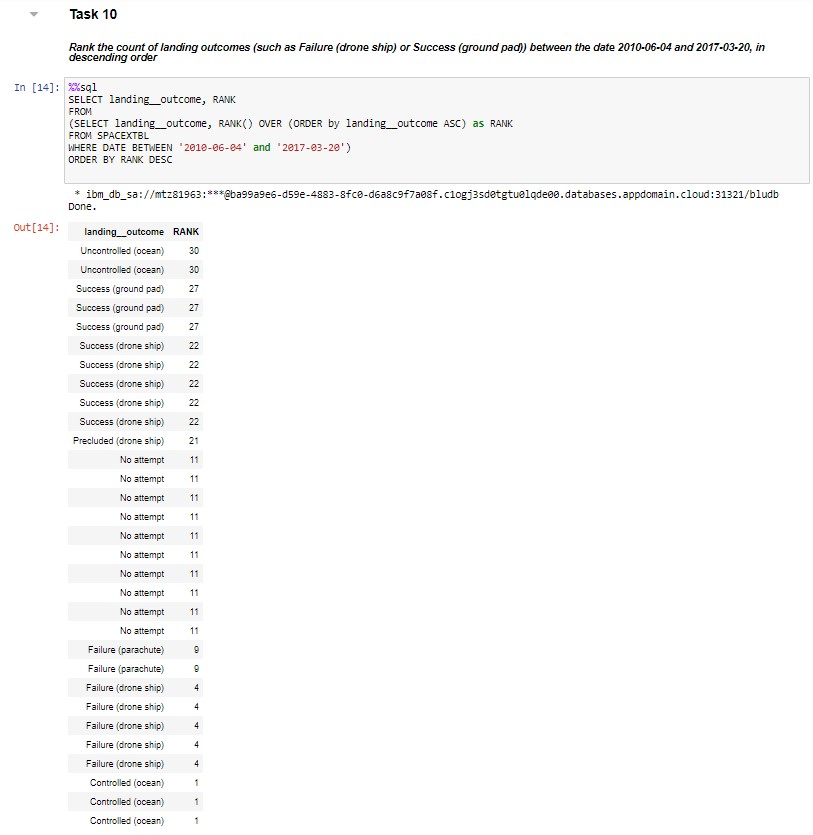 Task 10
Rank the count of landing outcomes (such as Failure (drone ship) or Success (ground pad)) between the date 2010-06-04 and 2017-03-20, in
descending order
In [14]: %%sql
SELECT landing__outcome, RANK
FROM
(SELECT landing__outcome, RANK() OVER (ORDER by landing__outcome ASC) as RANK
FROM SPACEXTBL
WHERE DATE BETWEEN '2010-06-04' and '2017-03-20')
ORDER BY RANK DESC
* ibm_db_sa://mtz81963:***@ba99a9e6-d59e-4883-8fc0-d6a8c9f7a08f.c1ogj3sd0tgtu0lqde00.databases.appdomain.cloud:31321/bludb
Done.
Out[14]: landing__outcome RANK
Uncontrolled (ocean) 30
Uncontrolled (ocean) 30
Success (ground pad) 27
Success (ground pad) 27
Success (ground pad) 27
Success (drone ship) 22
Success (drone ship) 22
Success (drone ship) 22
Success (drone ship) 22
Success (drone ship) 22
Precluded (drone ship) 21
No attempt 11
No attempt 11
No attempt 11
No attempt 11
No attempt 11
No attempt 11
No attempt 11
No attempt 11
No attempt 11
No attempt 11
Failure (parachute) 9
Failure (parachute) 9
Failure (drone ship) 4
Failure (drone ship) 4
Failure (drone ship) 4
Failure (drone ship) 4
Failure (drone ship) 4
Controlled (ocean) 1
Controlled (ocean) 1
Controlled (ocean) 1